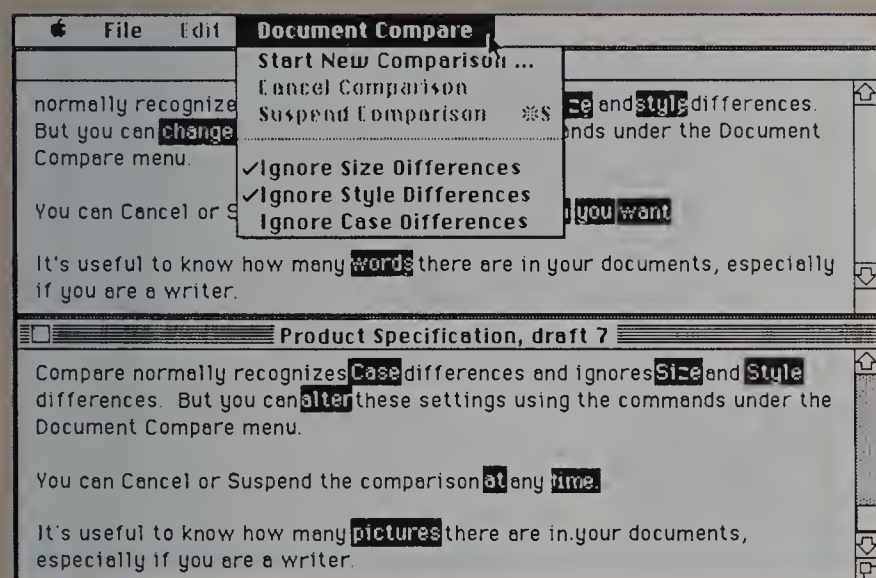 File Edit Document Compare
Start New Comparison ...
Cancel Comparison
Suspend Comparison ⌘S
✓Ignore Size Differences
✓Ignore Style Differences
Ignore Case Differences
normally recognize and style differences.
But you can change under the Document
Compare menu.
You can Cancel or you want
It's useful to know how many words there are in your documents, especially
if you are a writer.
Product Specification, draft 7
Compare normally recognizes Case differences and ignores Size and Style
differences. But you can alter these settings using the commands under the
Document Compare menu.
You can Cancel or Suspend the comparison at any time.
It's useful to know how many pictures there are in.your documents,
especially if you are a writer.